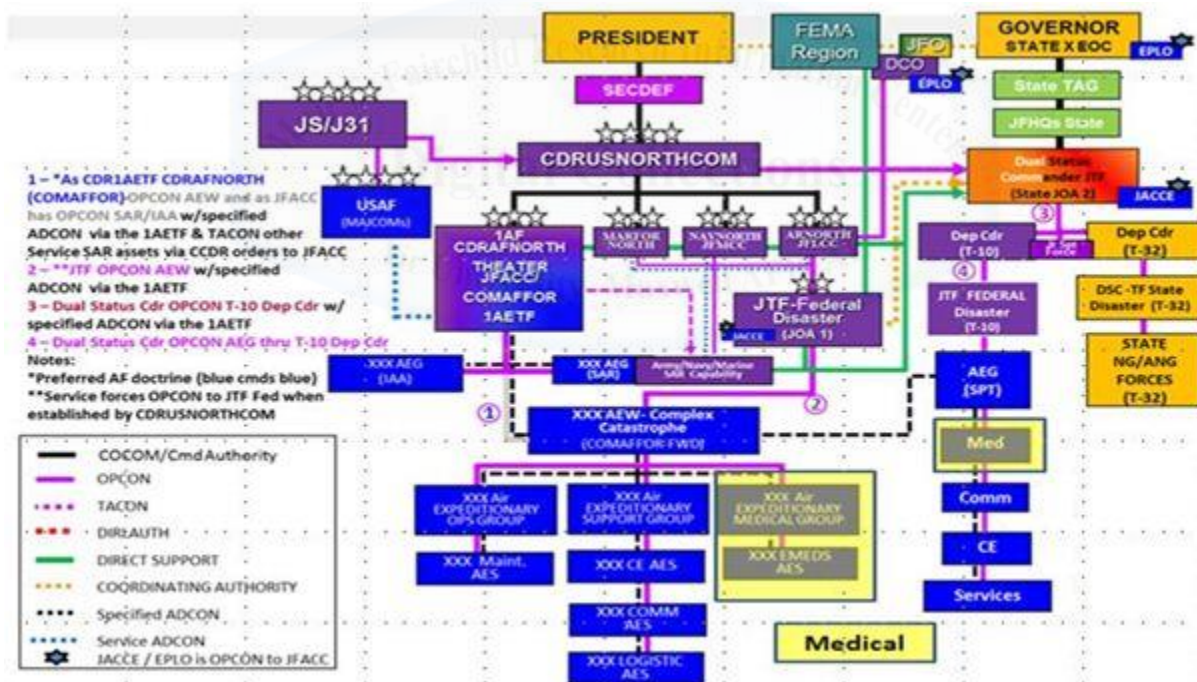 PRESIDENT
FEMA
Region
JFO
DCO
EPLO
GOVERNOR
STATE X EOC
EPLO
SECDEF
State TAG
JFHQs State
JS/J31
CDRUSNORTHCOM
Dual Status
Commander JTF
(State JOA 2)
JACCE
USAF
(MAJCOMs)
1 – *As CDR1AETF CDRAFNORTH
(COMAFFOR) OPCON AEW and as JFACC
has OPCON SAR/IAA w/specified
ADCON via the 1AETF & TACON other
Service SAR assets via CCDR orders to JFACC
2 – **JTF OPCON AEW w/specified
ADCON via the 1AETF
3 – Dual Status Cdr OPCON T-10 Dep Cdr w/
specified ADCON via the 1AETF
4 – Dual Status Cdr OPCON AEG thru T-10 Dep Cdr
Notes:
*Preferred AF doctrine (blue cmds blue)
**Service forces OPCON to JTF Fed when
established by CDRUSNORTHCOM
1AF
CDRAFNORTH
THEATER
JFACC/
COMAFFOR
1AETF
NORTH
NAVNORTH
JFMCC
ARNORTH
JFLCC
JTF-Federal
Disaster
(JOA 1)
JACCE
3
Dep Cdr
(T-10)
Force
Dep Cdr
(T-32)
4
JTF FEDERAL
Disaster
(T-10)
DSC -TF State
Disaster (T-32)
STATE
NG/ANG
FORCES
(T-32)
XXX AEG
(IAA)
XXX AEG
(SAR)
Army/Navy/Marine
SAR Capability
AEG
(SPT)
1
2
XXX AEW- Complex
Catastrophe
(COMAFFOR-FWD)
Med
XXX Air
EXPEDITIONARY
OPS GROUP
XXX Air
EXPEDITIONARY
SUPPORT GROUP
XXX Air
EXPEDITIONARY
MEDICAL GROUP
Comm
XXX Maint.
AES
XXX CE AES
XXX EMEDS
AES
CE
XXX COMM
AES
Services
XXX LOGISTIC
AES
Medical
COCOM/Cmd Authority
OPCON
TACON
DIRLAUTH
DIRECT SUPPORT
COORDINATING AUTHORITY
Specified ADCON
Service ADCON
JACCE / EPLO is OPCON to JFACC